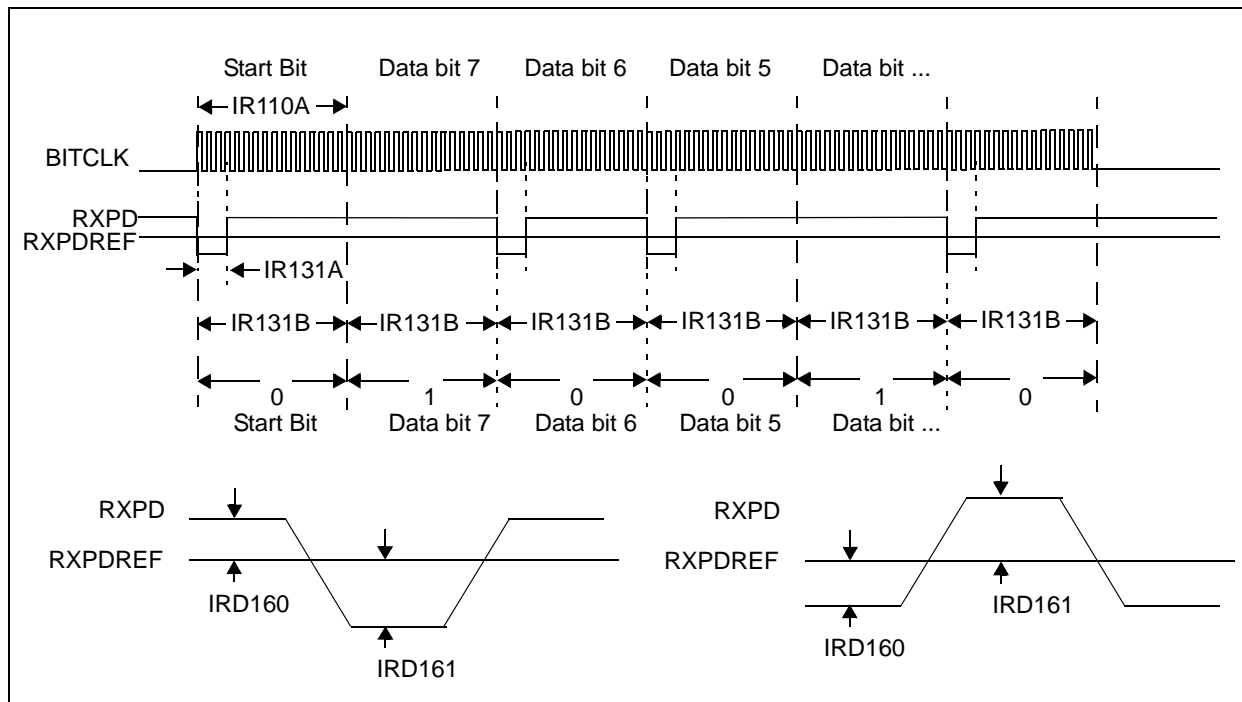 Start Bit Data bit 7 Data bit 6 Data bit 5 Data bit ...
IR110A
BITCLK
RXPD
RXPDREF
IR131A
IR131B IR131B IR131B IR131B IR131B IR131B
0 1 0 0 1 0
Start Bit Data bit 7 Data bit 6 Data bit 5 Data bit ...
RXPD
RXPDREF
IRD160
IRD161
RXPD
RXPDREF
IRD161
IRD160